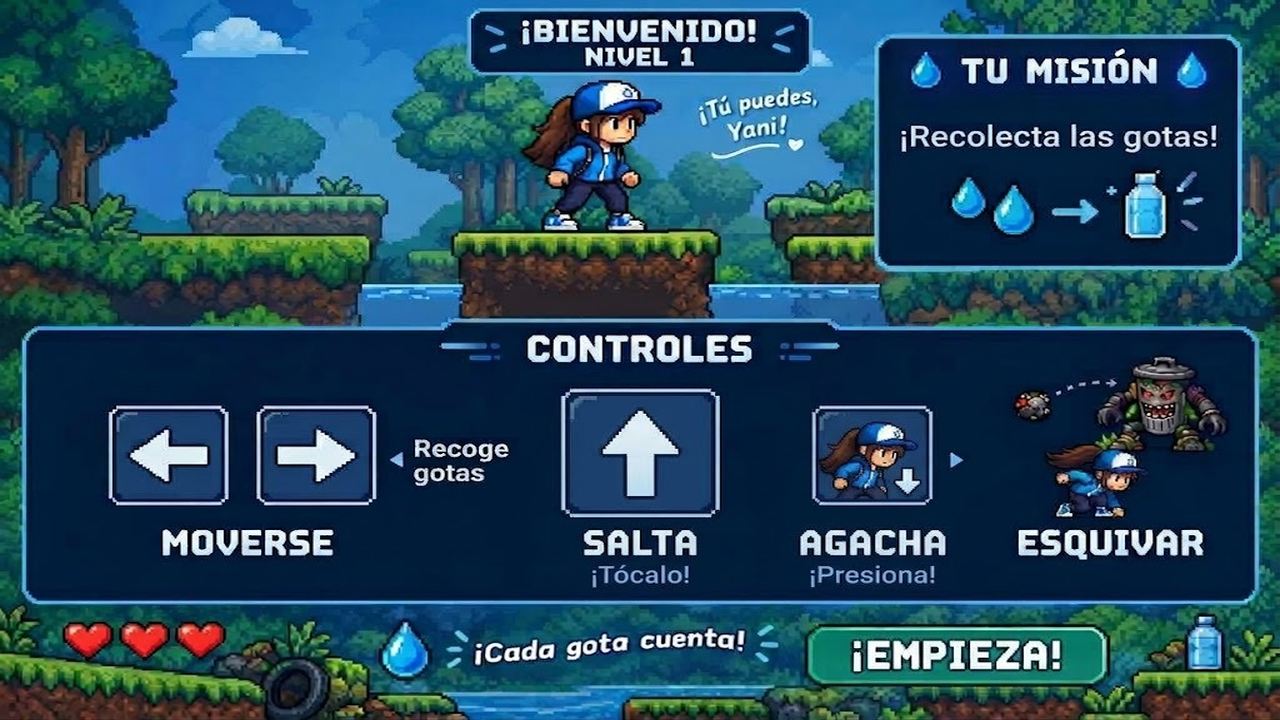 ¡BIENVENIDO!
NIVEL 1
¡Tú puedes,
Yani!
TU MISIÓN
¡Recolecta las gotas!
CONTROLES
Recoge
gotas
MOVERSE
SALTA
¡Tócalo!
AGACHA
¡Presiona!
ESQUIVAR
¡Cada gota cuenta!
¡EMPIEZA!